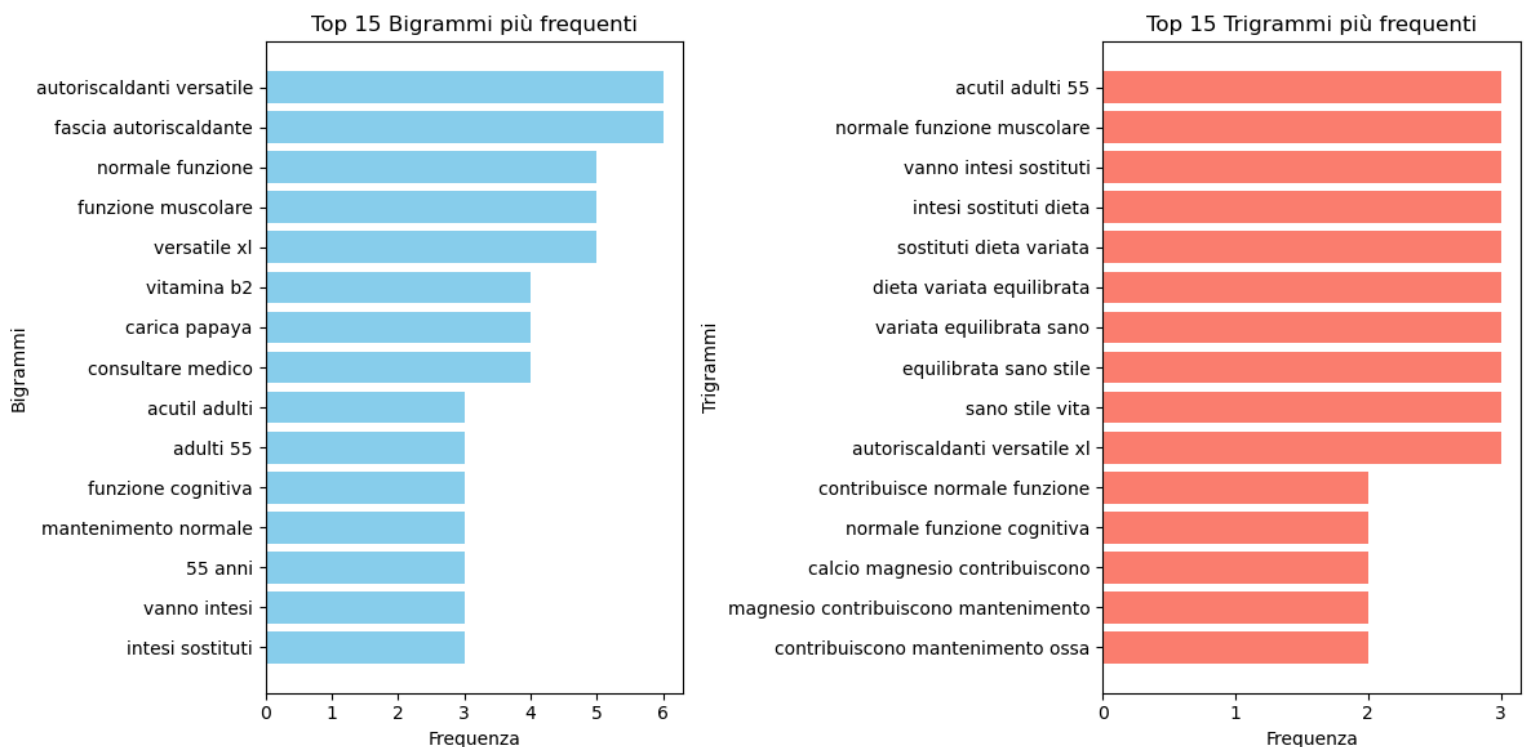 Top 15 Bigrammi più frequenti
autoriscaldanti versatile
fascia autoriscaldante
normale funzione
funzione muscolare
versatile xl
vitamina b2
carica papaya
consultare medico
acutil adulti
adulti 55
funzione cognitiva
mantenimento normale
55 anni
vanno intesi
intesi sostituti
Bigrammi
0 1 2 3 4 5 6
Frequenza
Top 15 Trigrammi più frequenti
acutil adulti 55
normale funzione muscolare
vanno intesi sostituti
intesi sostituti dieta
sostituti dieta variata
dieta variata equilibrata
variata equilibrata sano
equilibrata sano stile
sano stile vita
autoriscaldanti versatile xl
contribuisce normale funzione
normale funzione cognitiva
calcio magnesio contribuiscono
magnesio contribuiscono mantenimento
contribuiscono mantenimento ossa
Trigrammi
0 1 2 3
Frequenza